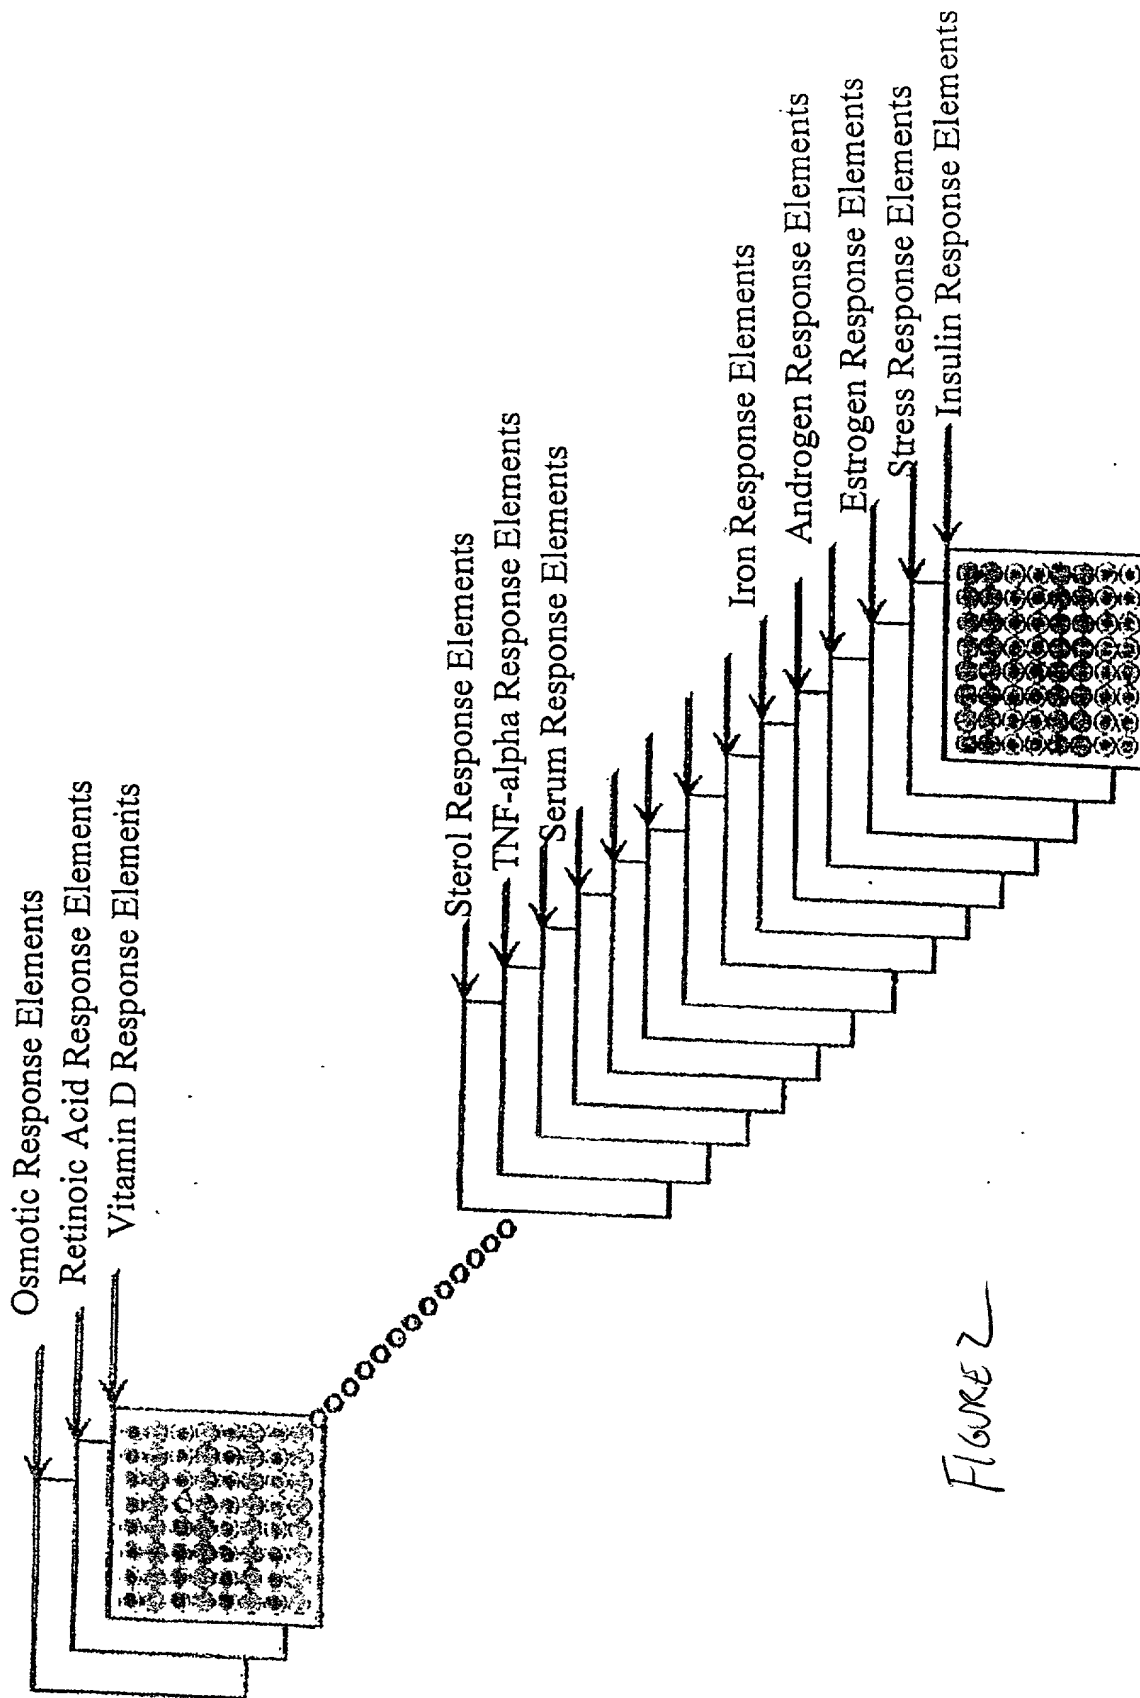 Osmotic Response Elements
Retinoic Acid Response Elements
Vitamin D Response Elements
Sterol Response Elements
TNF-alpha Response Elements
Serum Response Elements
Iron Response Elements
Androgen Response Elements
Estrogen Response Elements
Stress Response Elements
Insulin Response Elements
FIGURE 2